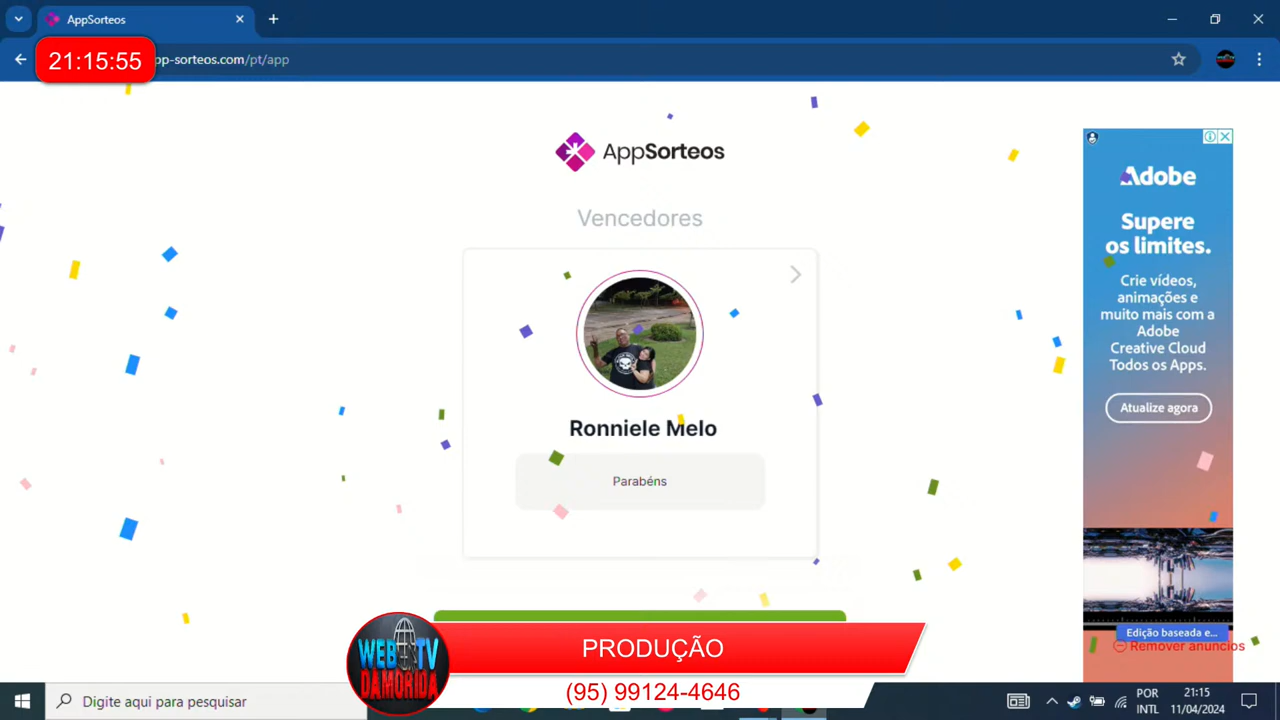 AppSorteos
21:15:55
pp-sorteos.com/pt/app
AppSorteos
Vencedores
Ronniele Melo
Parabéns
Adobe
Supere
os limites.
Crie vídeos,
animações e
muito mais com a
Adobe
Creative Cloud
Todos os Apps.
Atualize agora
Edição baseada e...
Remover anuncios
WEB TV
DAMORIDA
PRODUÇÃO
(95) 99124-4646
Digite aqui para pesquisar
POR
INTL
21:15
11/04/2024